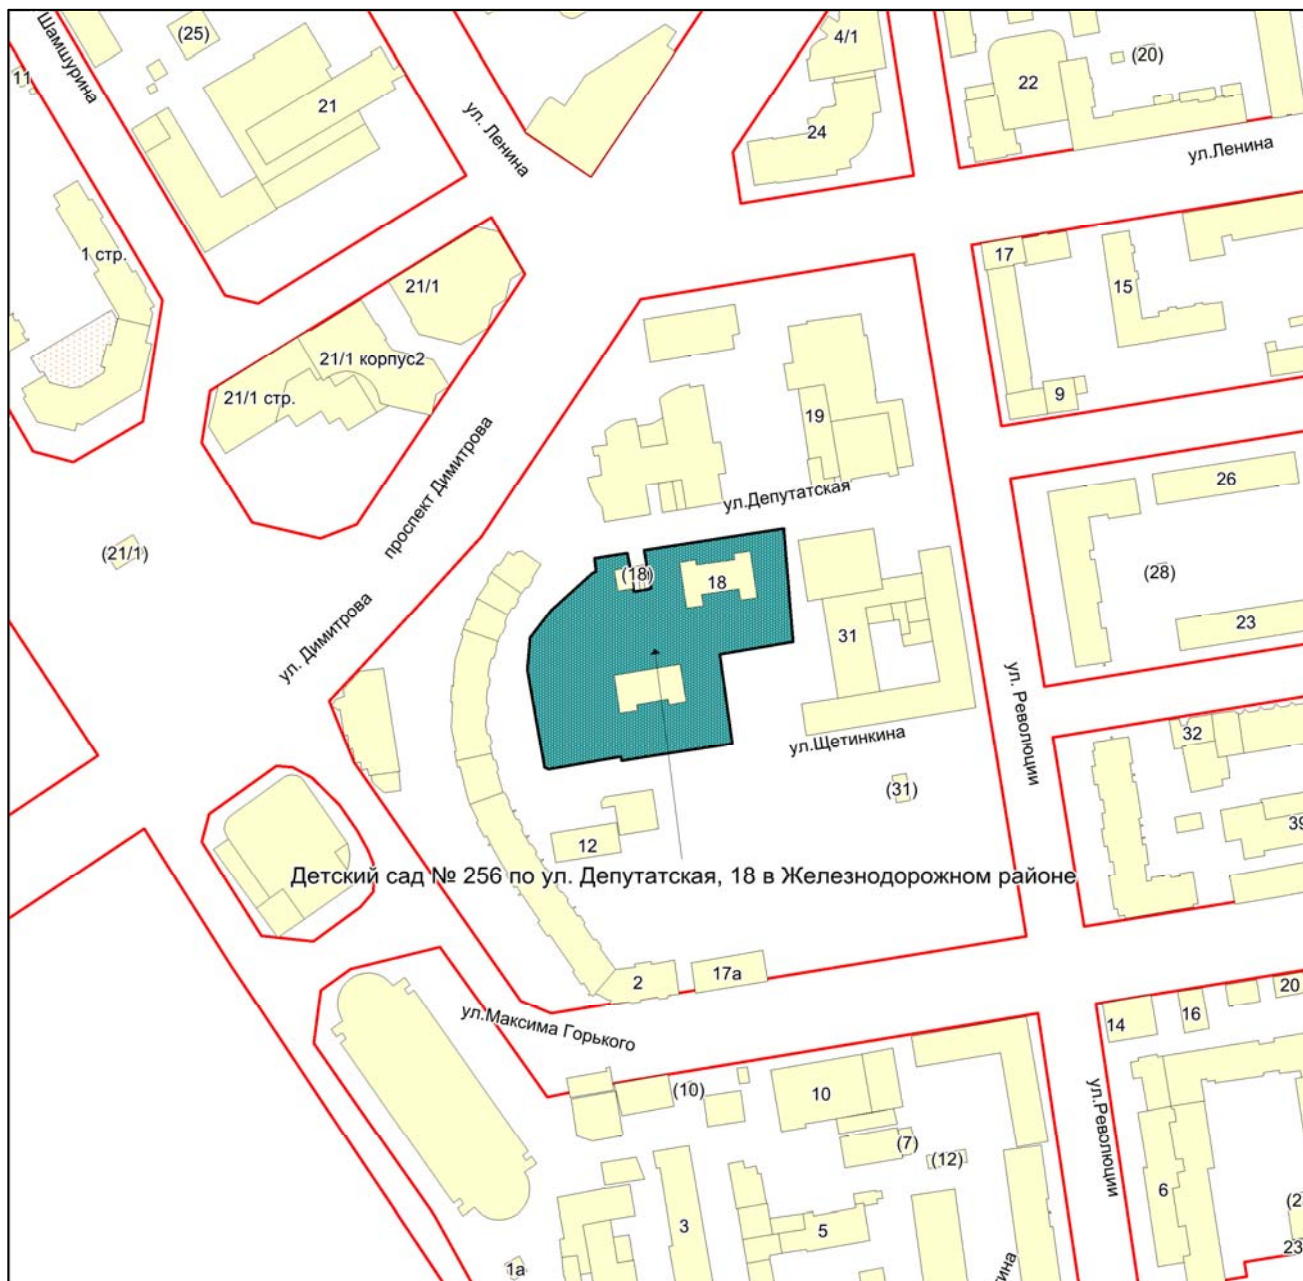 Шамшурина
(25)
4/1
(20)
11
21
22
24
ул. Ленина
ул.Ленина
1 стр.
17
21/1
15
21/1 корпус2
21/1 стр.
9
19
проспект Димитрова
ул.Депутатская
26
(21/1)
(18)
18
(28)
23
ул. Димитрова
31
ул. Революции
ул.Щетинкина
32
(31)
39
12
Детский сад № 256 по ул. Депутатская, 18 в Железнодорожном районе
2
17а
20
16
14
ул.Максима Горького
(10)
10
ул.Революции
(7)
(12)
6
3
5
23
1а